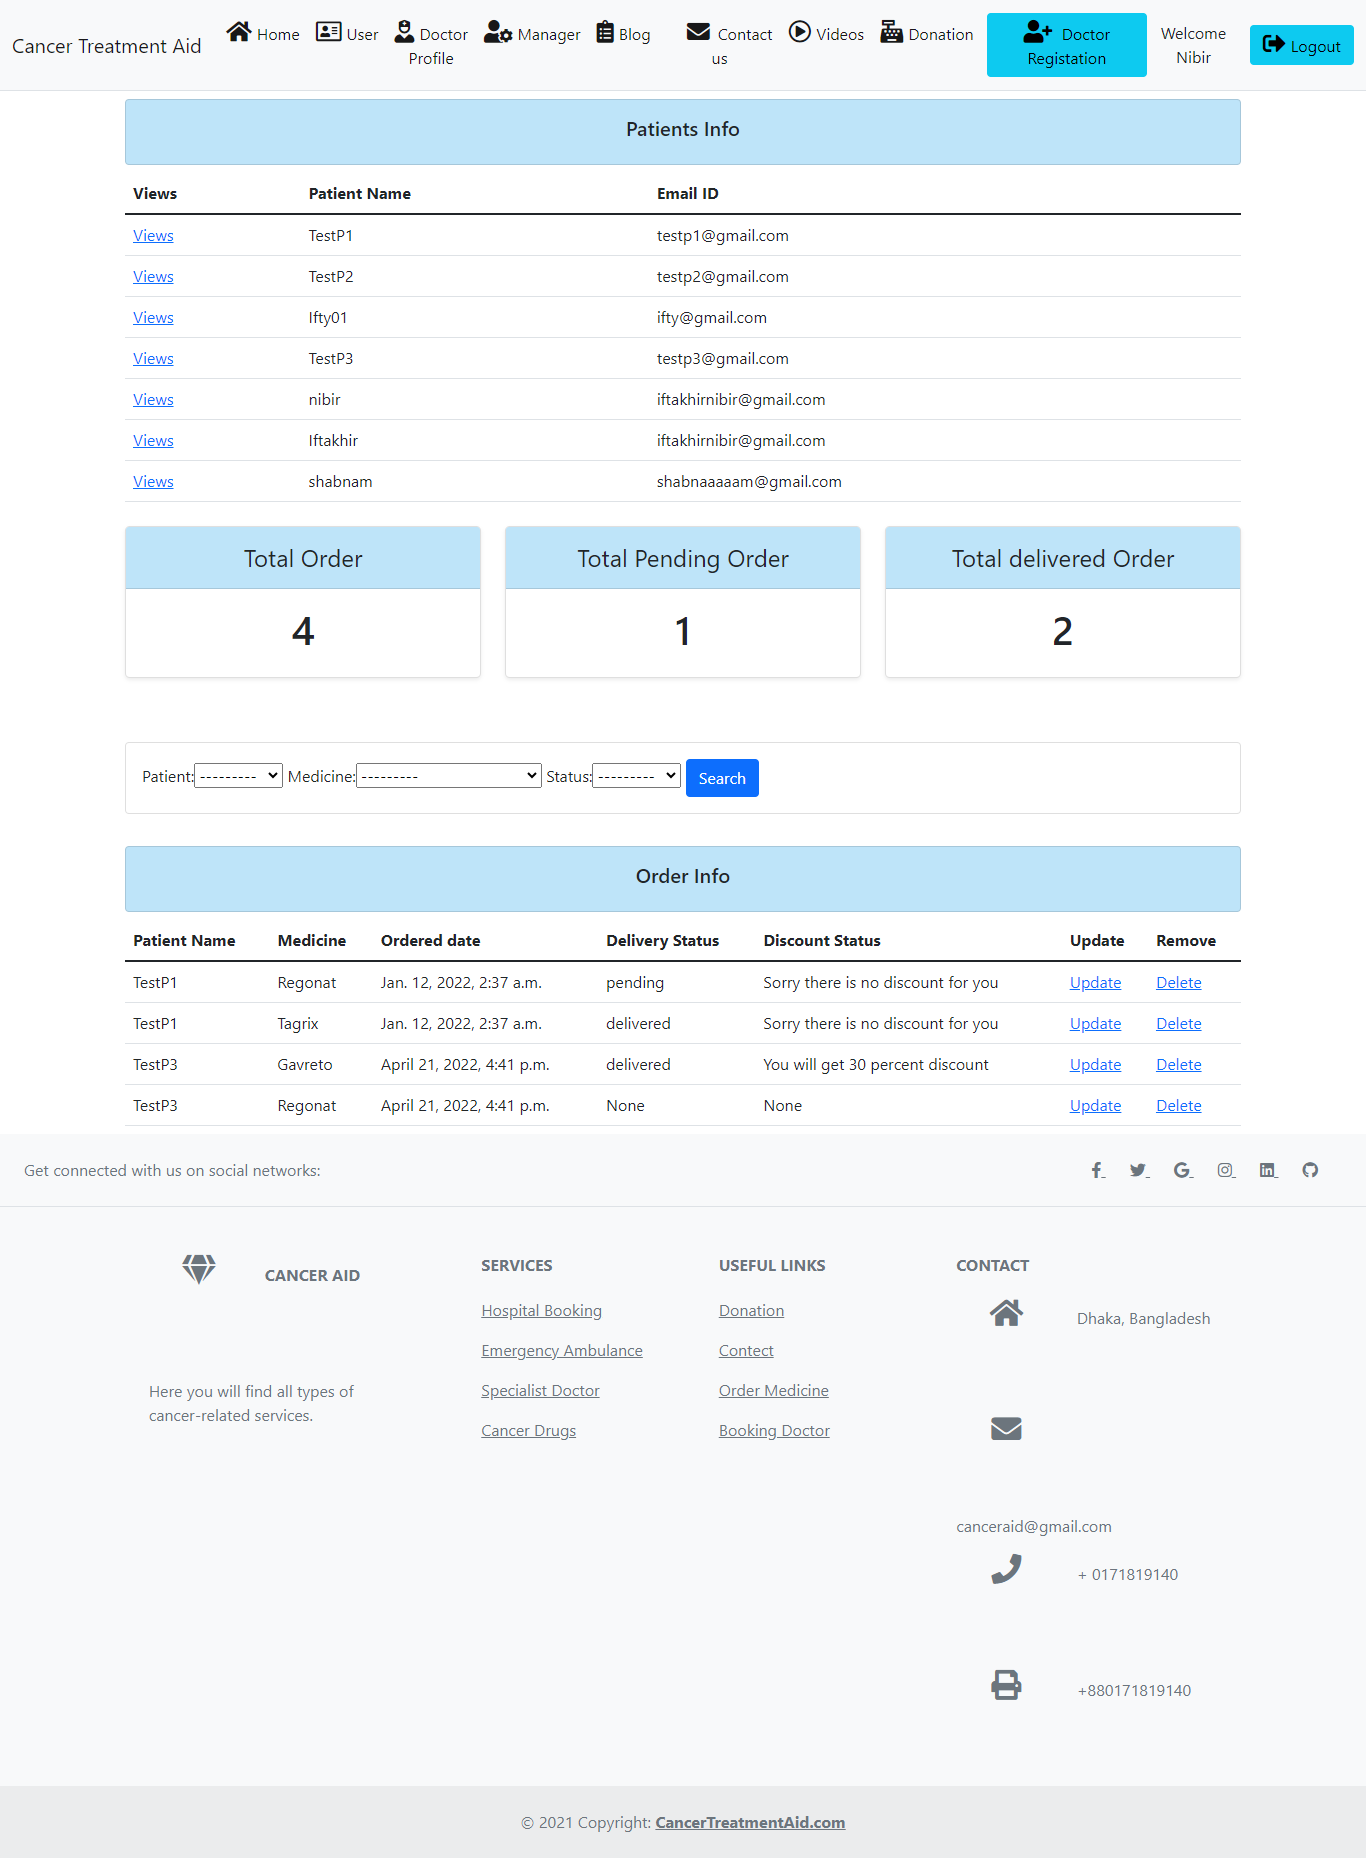 Cancer Treatment Aid
Home
User
Doctor Profile
Manager
Blog
Contact us
Videos
Donation
Doctor Registation
Welcome Nibir
Logout
Patients Info
Views Patient Name Email ID
Views TestP1 testp1@gmail.com
Views TestP2 testp2@gmail.com
Views Ifty01 ifty@gmail.com
Views TestP3 testp3@gmail.com
Views nibir iftakhirnibir@gmail.com
Views Iftakhir iftakhirnibir@gmail.com
Views shabnam shabnaaaaam@gmail.com
Total Order
4
Total Pending Order
1
Total delivered Order
2
Patient: --------- Medicine: --------- Status: --------- Search
Order Info
Patient Name Medicine Ordered date Delivery Status Discount Status Update Remove
TestP1 Regonat Jan. 12, 2022, 2:37 a.m. pending Sorry there is no discount for you Update Delete
TestP1 Tagrix Jan. 12, 2022, 2:37 a.m. delivered Sorry there is no discount for you Update Delete
TestP3 Gavreto April 21, 2022, 4:41 p.m. delivered You will get 30 percent discount Update Delete
TestP3 Regonat April 21, 2022, 4:41 p.m. None None Update Delete
Get connected with us on social networks:
CANCER AID
Here you will find all types of
cancer-related services.
SERVICES
Hospital Booking
Emergency Ambulance
Specialist Doctor
Cancer Drugs
USEFUL LINKS
Donation
Contect
Order Medicine
Booking Doctor
CONTACT
Dhaka, Bangladesh
canceraid@gmail.com
+ 0171819140
+880171819140
© 2021 Copyright: CancerTreatmentAid.com